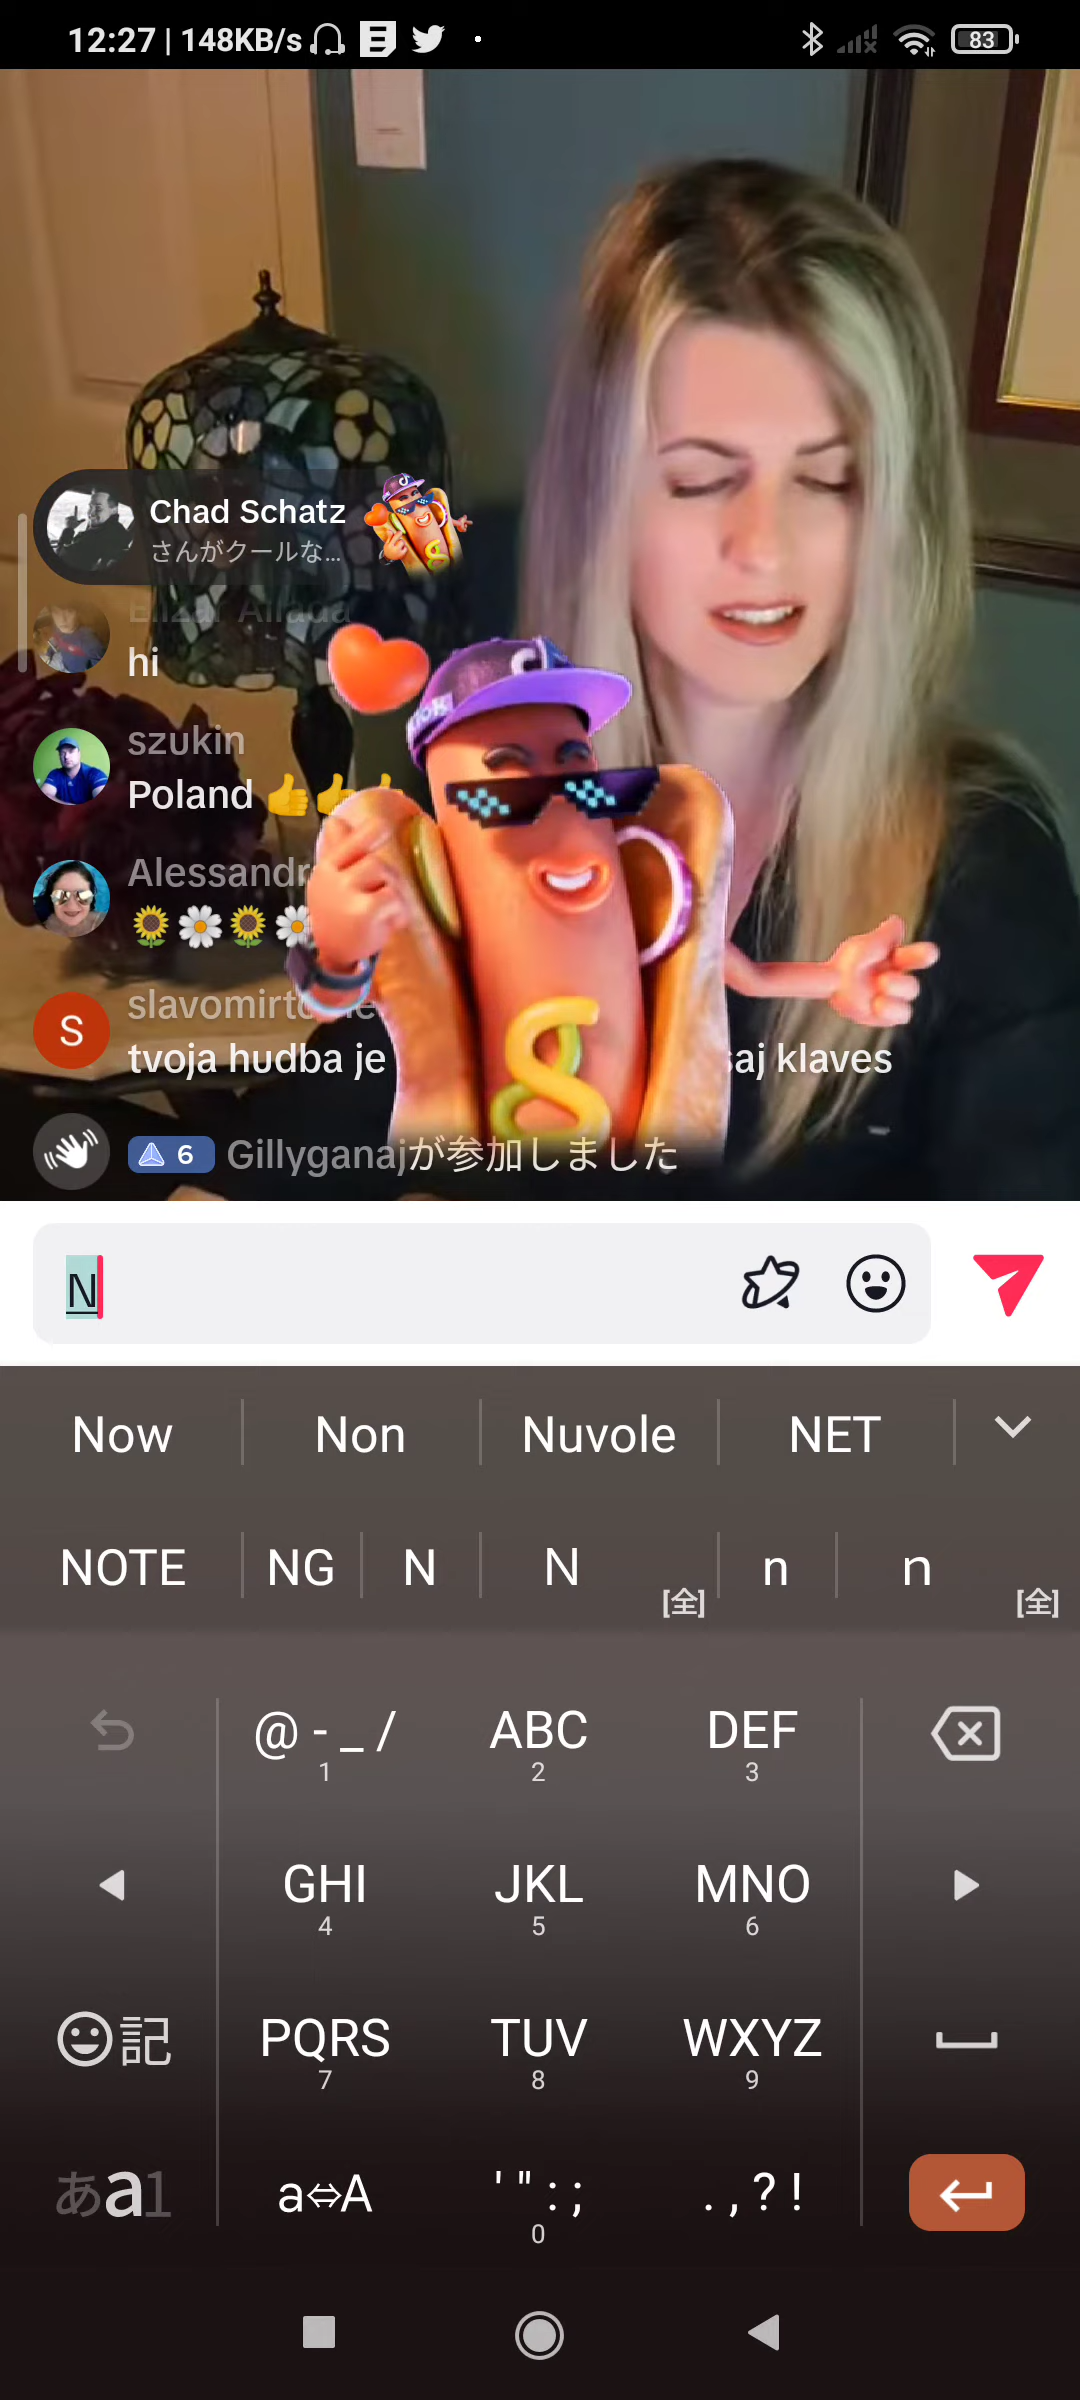 12:27 | 148KB/s
83
Chad Schatz
さんがクールな...
Elizar Allada
hi
szukin
Poland 👍👍👍
Alessandr
🌻🌼🌻🌼
S
slavomirto
tvoja hudba je
aj klaves
6 Gillyganajが参加しました
N
Now Non Nuvole NET
NOTE NG N N [全] n n [全]
@ - _ / ABC DEF
1 2 3
GHI JKL MNO
4 5 6
記 PQRS TUV WXYZ
7 8 9
あa1 a⇔A ' " : ; . , ? !
0